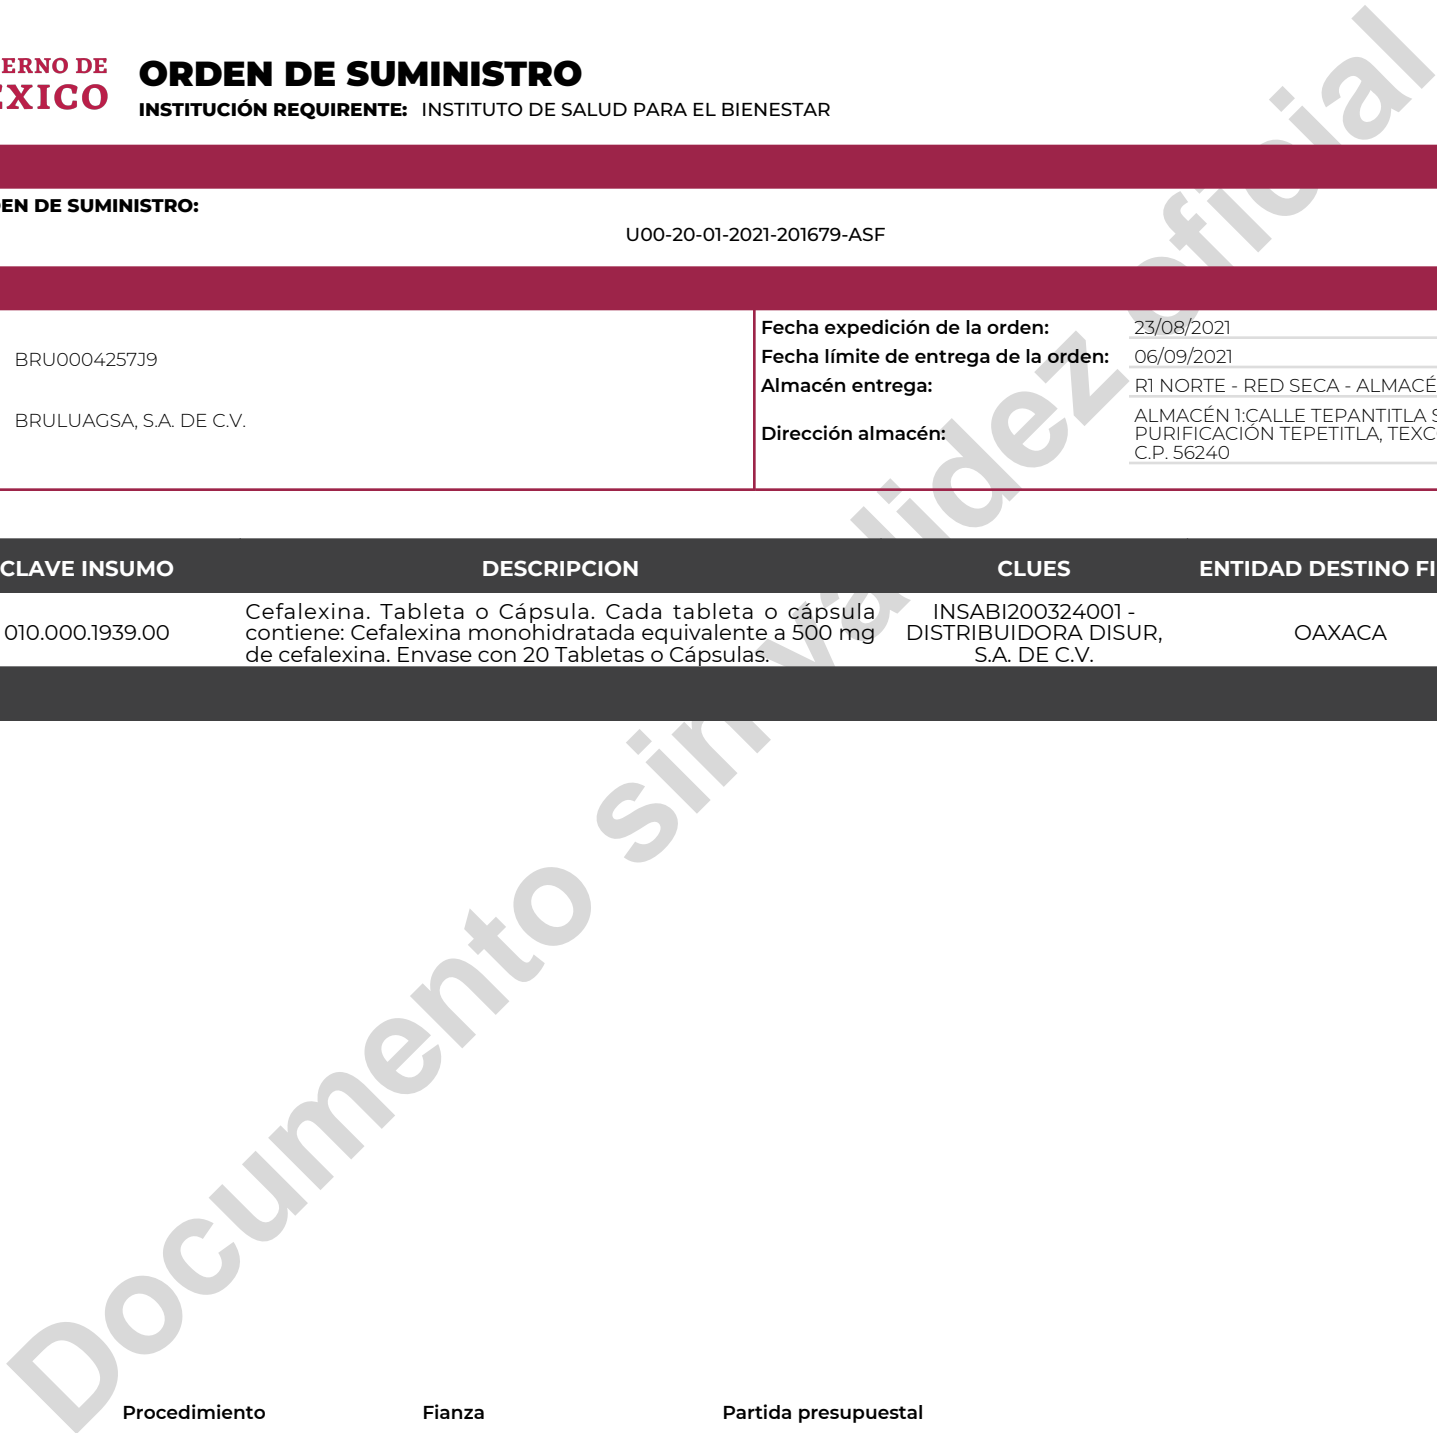 ERNO DE
EXICO
ORDEN DE SUMINISTRO
INSTITUCIÓN REQUIRENTE: INSTITUTO DE SALUD PARA EL BIENESTAR
EN DE SUMINISTRO:
U00-20-01-2021-201679-ASF
BRU0004257J9
BRULUAGSA, S.A. DE C.V.
Fecha expedición de la orden: 23/08/2021
Fecha límite de entrega de la orden: 06/09/2021
Almacén entrega: R1 NORTE - RED SECA - ALMACÉ
Dirección almacén: ALMACÉN 1:CALLE TEPANTITLA S
PURIFICACIÓN TEPETITLA, TEXC
C.P. 56240
CLAVE INSUMO DESCRIPCION CLUES ENTIDAD DESTINO FI
010.000.1939.00
Cefalexina. Tableta o Cápsula. Cada tableta o cápsula
contiene: Cefalexina monohidratada equivalente a 500 mg
de cefalexina. Envase con 20 Tabletas o Cápsulas.
INSABI200324001 -
DISTRIBUIDORA DISUR,
S.A. DE C.V.
OAXACA
Documento sin validez oficial
Procedimiento Fianza Partida presupuestal